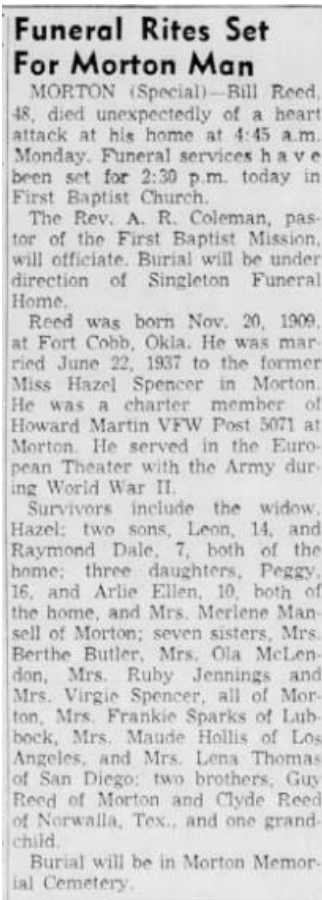 Funeral Rites Set
For Morton Man
MORTON (Special)—Bill Reed,
48, died unexpectedly of a heart
attack at his home at 4:45 a.m.
Monday. Funeral services have
been set for 2:30 p.m. today in
First Baptist Church.
The Rev. A. R. Coleman, pas-
tor of the First Baptist Mission,
will officiate. Burial will be under
direction of Singleton Funeral
Home.
Reed was born Nov. 20, 1909,
at Fort Cobb, Okla. He was mar-
ried June 22, 1937 to the former
Miss Hazel Spencer in Morton.
He was a charter member of
Howard Martin VFW Post 5071 at
Morton. He served in the Euro-
pean Theater with the Army dur-
ing World War II.
Survivors include the widow,
Hazel; two sons, Leon, 14, and
Raymond Dale, 7, both of the
home; three daughters, Peggy,
16, and Arlie Ellen, 10, both of
the home, and Mrs. Merlene Man-
sell of Morton; seven sisters, Mrs.
Berthe Butler, Mrs. Ola McLen-
don, Mrs. Ruby Jennings and
Mrs. Virgie Spencer, all of Mor-
ton, Mrs. Frankie Sparks of Lub-
bock, Mrs. Maude Hollis of Los
Angeles, and Mrs. Lena Thomas
of San Diego; two brothers, Guy
Reed of Morton and Clyde Reed
of Norwalla, Tex., and one grand-
child.
Burial will be in Morton Memor-
ial Cemetery.